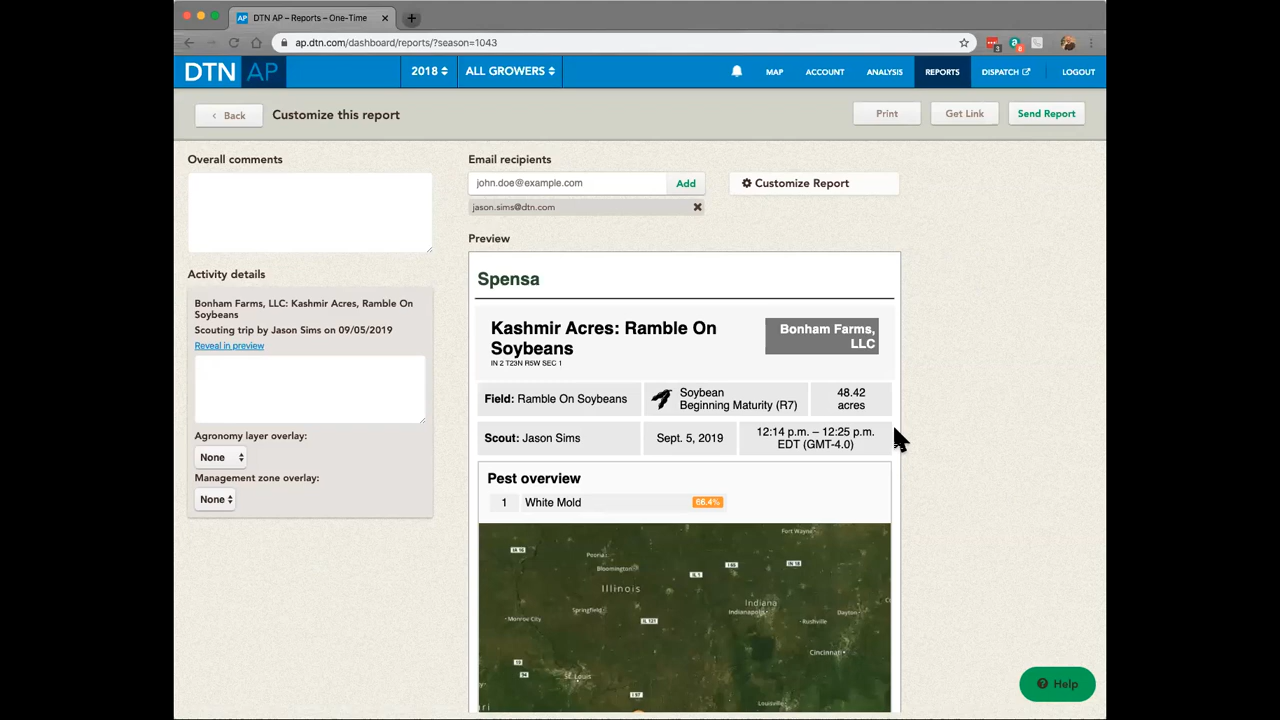 DTN AP – Reports – One-Time
ap.dtn.com/dashboard/reports/?season=1043
DTN AP
2018
ALL GROWERS
MAP
ACCOUNT
ANALYSIS
REPORTS
DISPATCH
LOGOUT
Back
Customize this report
Print
Get Link
Send Report
Overall comments
Email recipients
john.doe@example.com
Add
Customize Report
jason.sims@dtn.com
Preview
Activity details
Bonham Farms, LLC: Kashmir Acres, Ramble On
Soybeans
Scouting trip by Jason Sims on 09/05/2019
Reveal in preview
Agronomy layer overlay:
None
Management zone overlay:
None
Spensa
Kashmir Acres: Ramble On
Soybeans
IN 2 T23N R5W SEC 1
Bonham Farms,
LLC
Field: Ramble On Soybeans
Soybean
Beginning Maturity (R7)
48.42
acres
Scout: Jason Sims
Sept. 5, 2019
12:14 p.m. – 12:25 p.m.
EDT (GMT-4.0)
Pest overview
1 White Mold 66.4%
Fort Wayne
Peoria
Bloomington
Illinois
Indiana
Springfield
Indianapolis
Dayton
Monroe City
Rushville
Cincinnati
St. Louis
Louisville
Help